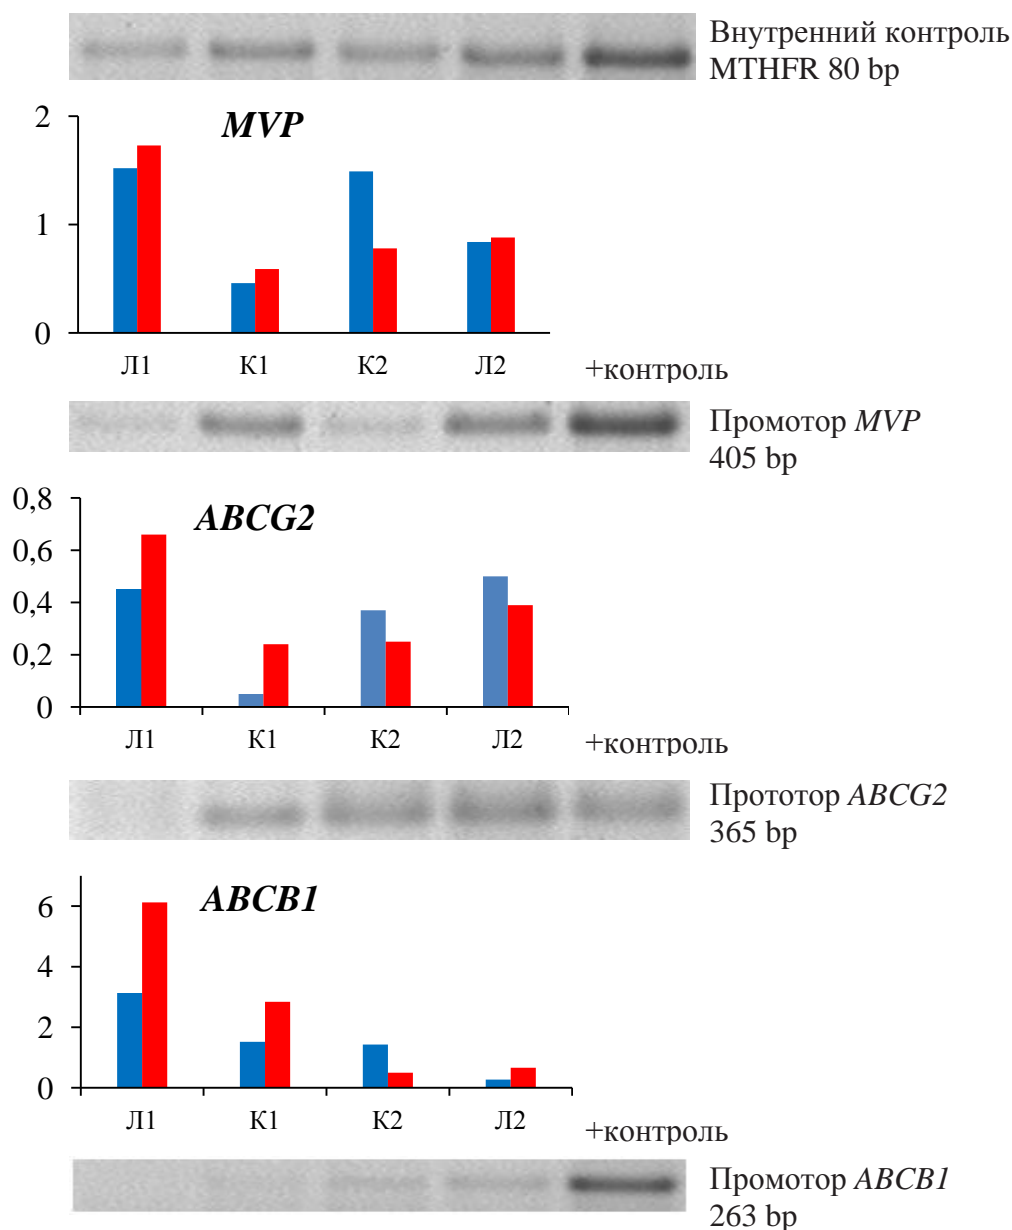 Внутренний контроль
MTHFR 80 bp
MVP
2
1
0
Л1 К1 К2 Л2 +контроль
Промотор MVP
405 bp
ABCG2
0,8
0,6
0,4
0,2
0
Л1 К1 К2 Л2 +контроль
Прототор ABCG2
365 bp
ABCB1
6
4
2
0
Л1 К1 К2 Л2 +контроль
Промотор ABCB1
263 bp